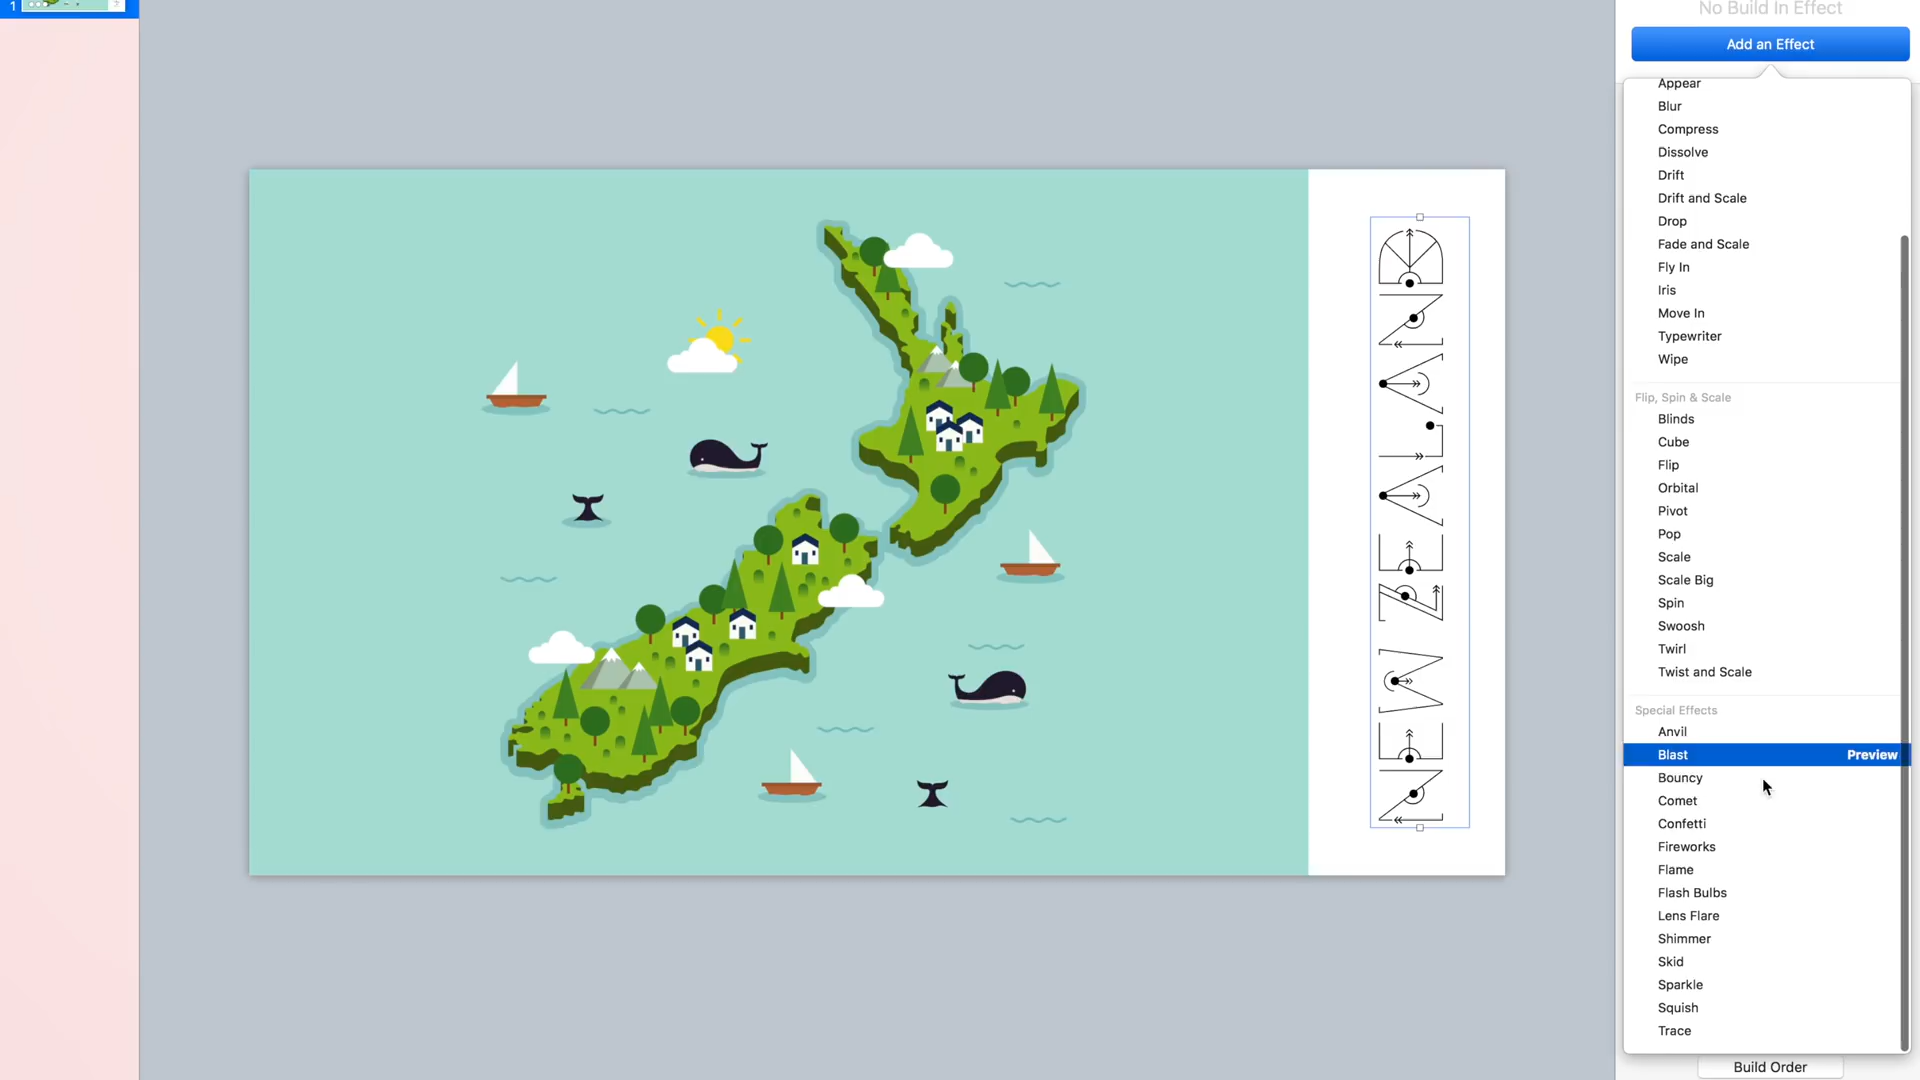 1
No Build In Effect
Add an Effect
Appear
Blur
Compress
Dissolve
Drift
Drift and Scale
Drop
Fade and Scale
Fly In
Iris
Move In
Typewriter
Wipe
Flip, Spin & Scale
Blinds
Cube
Flip
Orbital
Pivot
Pop
Scale
Scale Big
Spin
Swoosh
Twirl
Twist and Scale
Special Effects
Anvil
Blast Preview
Bouncy
Comet
Confetti
Fireworks
Flame
Flash Bulbs
Lens Flare
Shimmer
Skid
Sparkle
Squish
Trace
Build Order
NEW ZEALAND